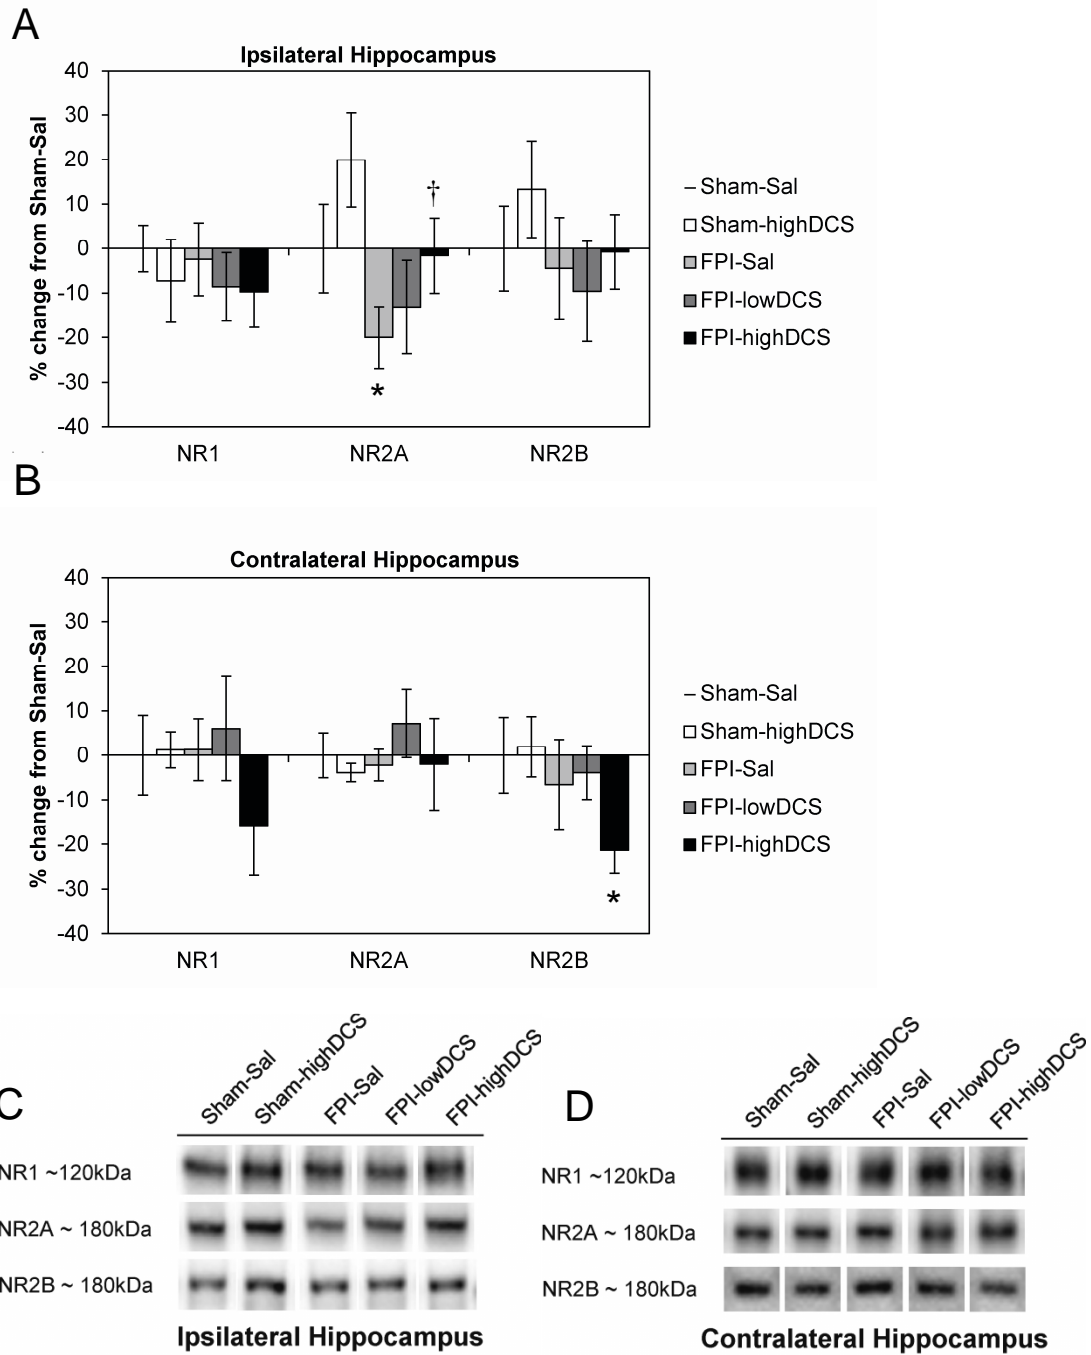 A
Ipsilateral Hippocampus
% change from Sham-Sal
40
30
20
10
0
-10
-20
-30
-40
†
*
NR1 NR2A NR2B
Sham-Sal
Sham-highDCS
FPI-Sal
FPI-lowDCS
FPI-highDCS
B
Contralateral Hippocampus
% change from Sham-Sal
40
30
20
10
0
-10
-20
-30
-40
*
NR1 NR2A NR2B
Sham-Sal
Sham-highDCS
FPI-Sal
FPI-lowDCS
FPI-highDCS
C
Sham-Sal
Sham-highDCS
FPI-Sal
FPI-lowDCS
FPI-highDCS
NR1 ~120kDa
NR2A ~ 180kDa
NR2B ~ 180kDa
Ipsilateral Hippocampus
D
Sham-Sal
Sham-highDCS
FPI-Sal
FPI-lowDCS
FPI-highDCS
NR1 ~120kDa
NR2A ~ 180kDa
NR2B ~ 180kDa
Contralateral Hippocampus